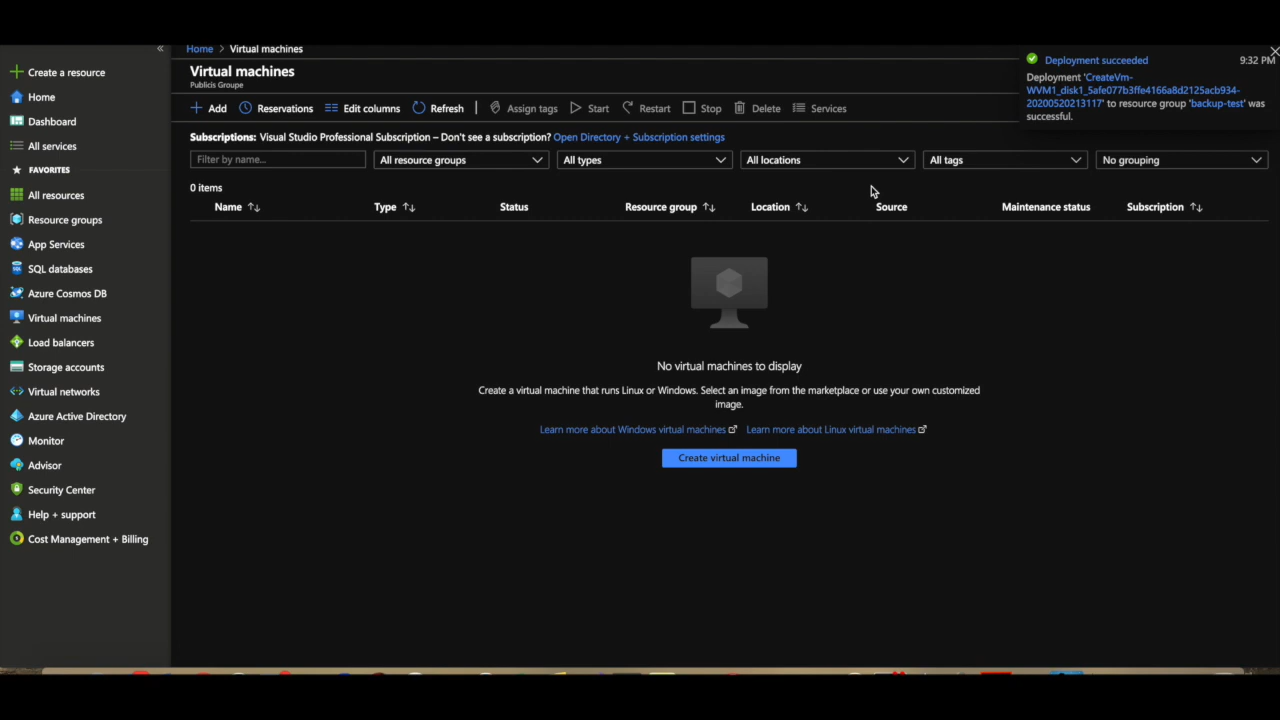 Home > Virtual machines
Virtual machines
Publicis Groupe
Create a resource
Home
Dashboard
All services
FAVORITES
All resources
Resource groups
App Services
SQL databases
Azure Cosmos DB
Virtual machines
Load balancers
Storage accounts
Virtual networks
Azure Active Directory
Monitor
Advisor
Security Center
Help + support
Cost Management + Billing
Add Reservations Edit columns Refresh | Assign tags Start Restart Stop Delete Services
Subscriptions: Visual Studio Professional Subscription – Don't see a subscription? Open Directory + Subscription settings
Filter by name... All resource groups All types All locations All tags No grouping
0 items
Name Type Status Resource group Location Source Maintenance status Subscription
No virtual machines to display
Create a virtual machine that runs Linux or Windows. Select an image from the marketplace or use your own customized
image.
Learn more about Windows virtual machines Learn more about Linux virtual machines
Create virtual machine
Deployment succeeded 9:32 PM
Deployment 'CreateVm-
WVM1_disk1_5afe077b3ffe4166a8d2125acb934-
20200520213117' to resource group 'backup-test' was
successful.